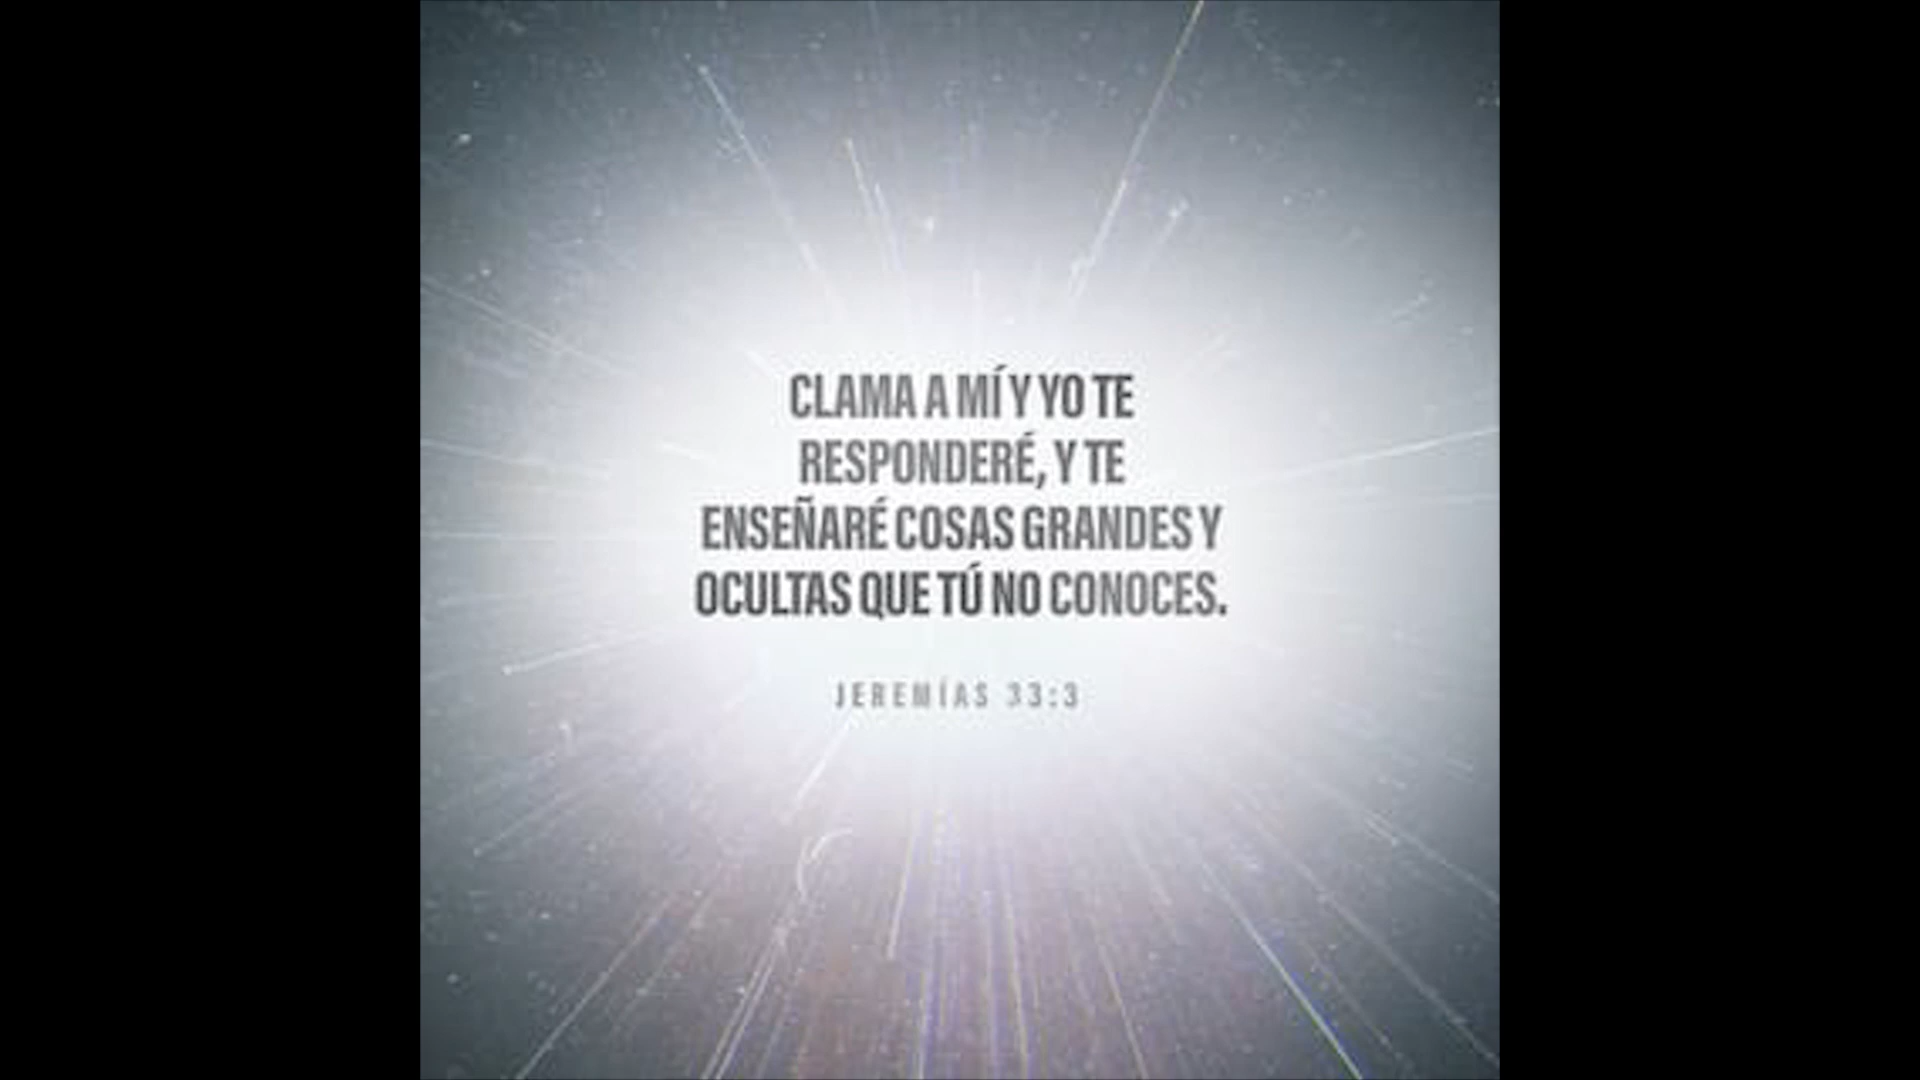 CLAMA A MÍ Y YO TE
RESPONDERÉ, Y TE
ENSEÑARÉ COSAS GRANDES Y
OCULTAS QUE TÚ NO CONOCES.
JEREMÍAS 33:3